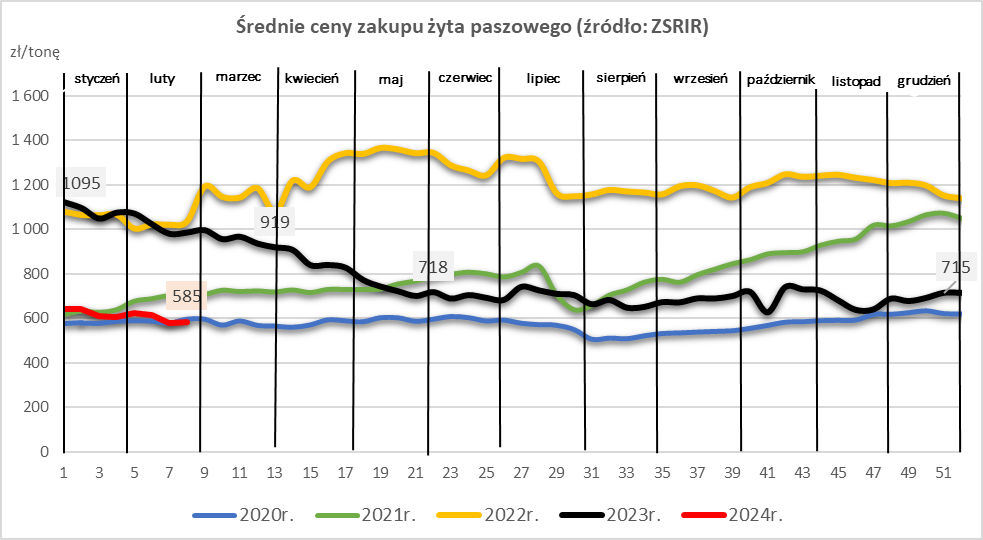 Średnie ceny zakupu żyta paszowego (źródło: ZSRIR)
zł/tonę
styczeń luty marzec kwiecień maj czerwiec lipiec sierpień wrzesień październik listopad grudzień
1 600
1 400
1 200
1 000
800
600
400
200
0
1095
919
718
715
585
1 3 5 7 9 11 13 15 17 19 21 23 25 27 29 31 33 35 37 39 41 43 45 47 49 51
2020r. 2021r. 2022r. 2023r. 2024r.